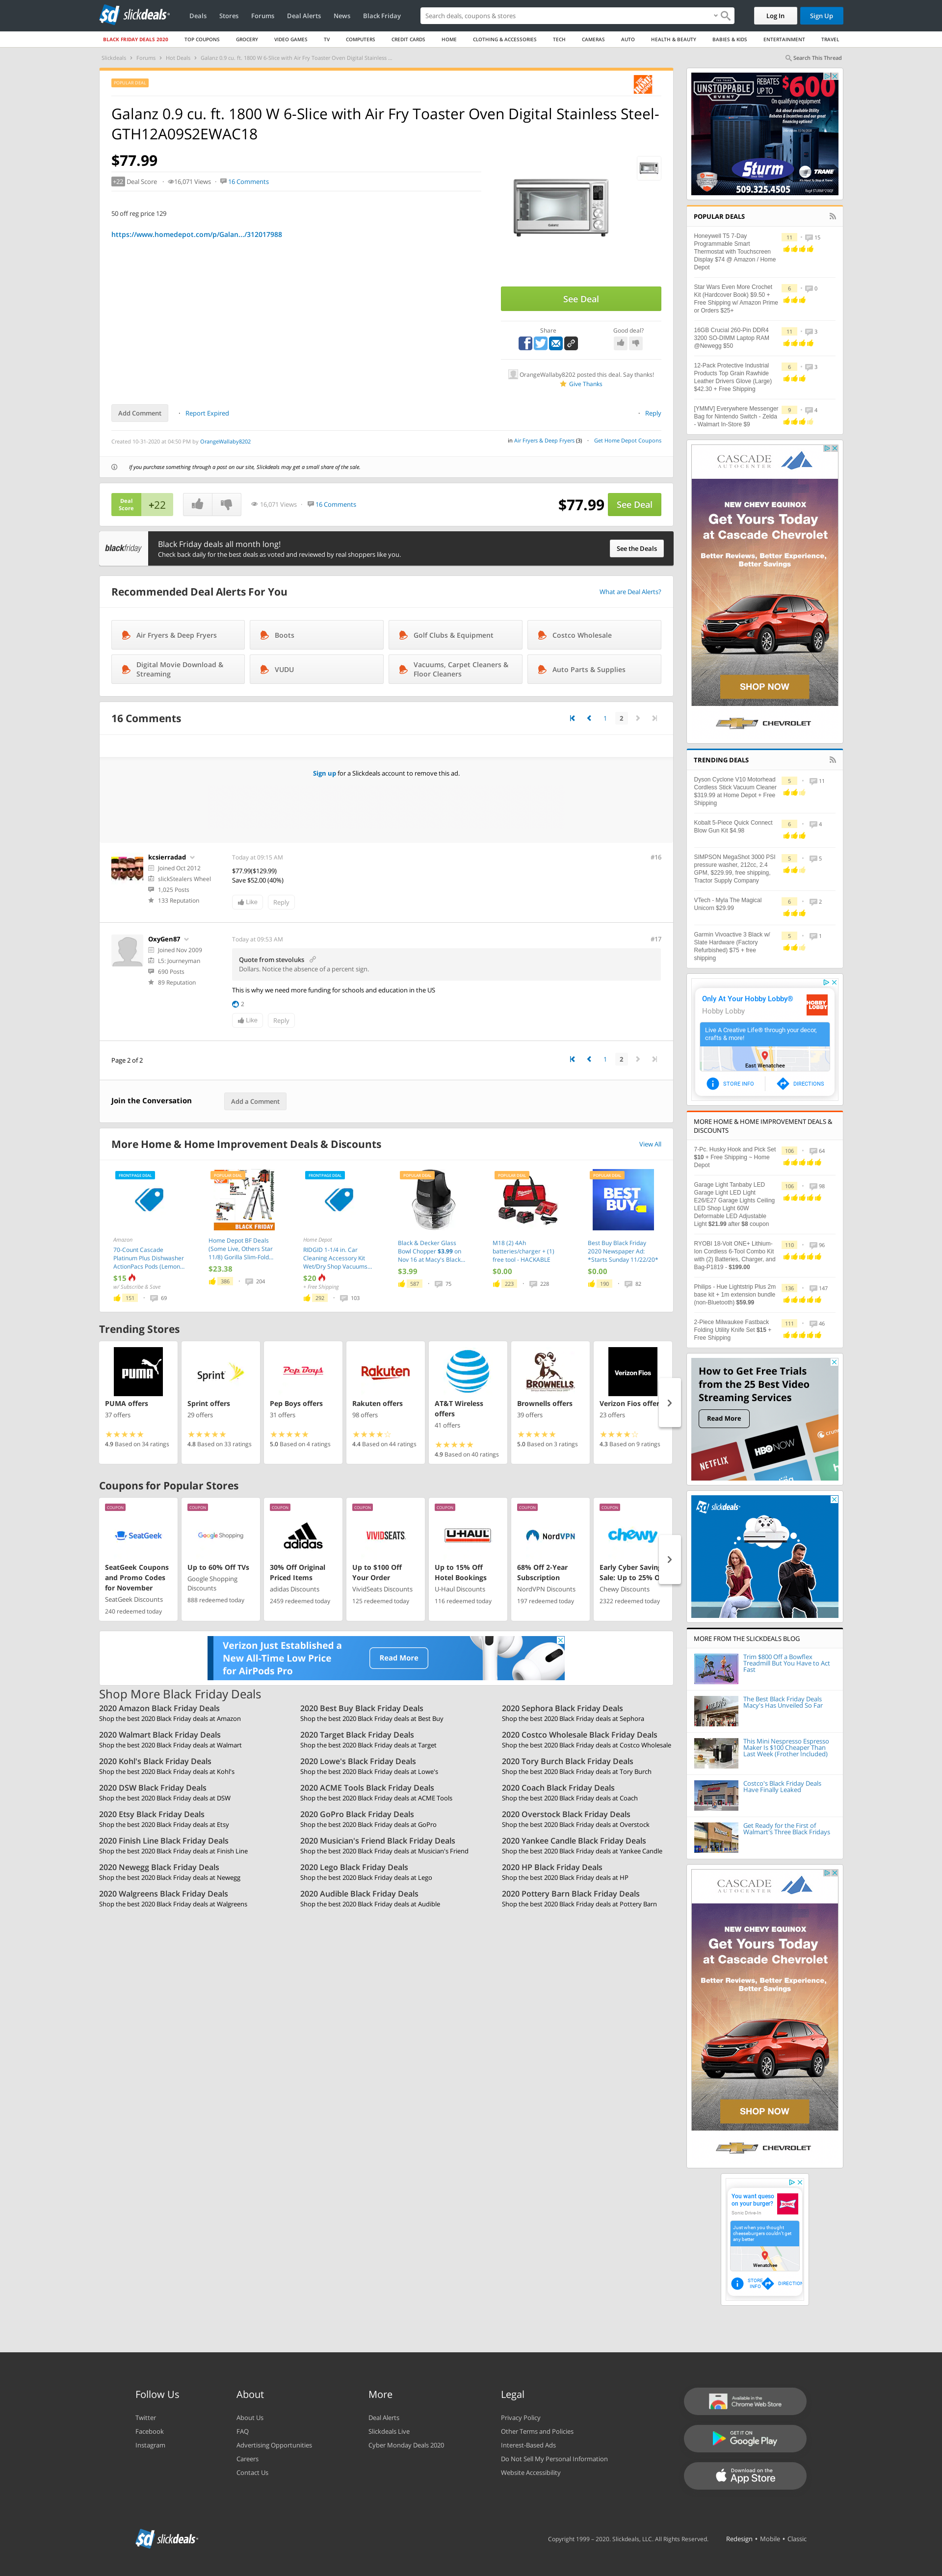 slickdeals
Deals
Stores
Forums
Deal Alerts
News
Black Friday
Search deals, coupons & stores
Log In
Sign Up
BLACK FRIDAY DEALS 2020
TOP COUPONS
GROCERY
VIDEO GAMES
TV
COMPUTERS
CREDIT CARDS
HOME
CLOTHING & ACCESSORIES
TECH
CAMERAS
AUTO
HEALTH & BEAUTY
BABIES & KIDS
ENTERTAINMENT
TRAVEL
Slickdeals > Forums > Hot Deals > Galanz 0.9 cu. ft. 1800 W 6-Slice with Air Fry Toaster Oven Digital Stainless ...
Search This Thread
POPULAR DEAL
Galanz 0.9 cu. ft. 1800 W 6-Slice with Air Fry Toaster Oven Digital Stainless Steel-
GTH12A09S2EWAC18
$77.99
+22 Deal Score
16,071 Views
16 Comments
50 off reg price 129
https://www.homedepot.com/p/Galan.../312017988
See Deal
Share
Good deal?
OrangeWallaby8202 posted this deal. Say thanks!
Give Thanks
Add Comment
Report Expired
Reply
Created 10-31-2020 at 04:50 PM by OrangeWallaby8202
in Air Fryers & Deep Fryers (3)
Get Home Depot Coupons
If you purchase something through a post on our site, Slickdeals may get a small share of the sale.
Deal
Score
+22
16,071 Views
16 Comments
$77.99
See Deal
blackfriday
Black Friday deals all month long!
Check back daily for the best deals as voted and reviewed by real shoppers like you.
See the Deals
Recommended Deal Alerts For You
What are Deal Alerts?
Air Fryers & Deep Fryers
Boots
Golf Clubs & Equipment
Costco Wholesale
Digital Movie Download &
Streaming
VUDU
Vacuums, Carpet Cleaners &
Floor Cleaners
Auto Parts & Supplies
16 Comments
1
2
Sign up for a Slickdeals account to remove this ad.
kcsierradad
Joined Oct 2012
slickStealers Wheel
1,025 Posts
133 Reputation
Today at 09:15 AM
#16
$77.99($129.99)
Save $52.00 (40%)
Like
Reply
OxyGen87
Joined Nov 2009
L5: Journeyman
690 Posts
89 Reputation
Today at 09:53 AM
#17
Quote from stevoluks
Dollars. Notice the absence of a percent sign.
This is why we need more funding for schools and education in the US
2
Like
Reply
Page 2 of 2
1
2
Join the Conversation
Add a Comment
More Home & Home Improvement Deals & Discounts
View All
FRONTPAGE DEAL
Amazon
70-Count Cascade
Platinum Plus Dishwasher
ActionPacs Pods (Lemon...
$15
w/ Subscribe & Save
151
69
POPULAR DEAL
BLACK FRIDAY
Home Depot BF Deals
(Some Live, Others Star
11/8) Gorilla Slim-Fold...
$23.38
386
204
FRONTPAGE DEAL
Home Depot
RIDGID 1-1/4 in. Car
Cleaning Accessory Kit
Wet/Dry Shop Vacuums...
$20
+ Free Shipping
292
103
POPULAR DEAL
Black & Decker Glass
Bowl Chopper $3.99 on
Nov 16 at Macy's Black...
$3.99
587
75
POPULAR DEAL
M18 (2) 4Ah
batteries/charger + (1)
free tool - HACKABLE
$0.00
223
228
POPULAR DEAL
BEST
BUY
Best Buy Black Friday
2020 Newspaper Ad:
*Starts Sunday 11/22/20*
$0.00
190
82
Trending Stores
PUMA
PUMA offers
37 offers
4.9 Based on 34 ratings
Sprint
Sprint offers
29 offers
4.8 Based on 33 ratings
Pep Boys
Pep Boys offers
31 offers
5.0 Based on 4 ratings
Rakuten
Rakuten offers
98 offers
4.4 Based on 44 ratings
AT&T Wireless
offers
41 offers
4.9 Based on 40 ratings
BROWNELLS
Brownells offers
39 offers
5.0 Based on 3 ratings
Verizon Fios
Verizon Fios offers
23 offers
4.3 Based on 9 ratings
Coupons for Popular Stores
COUPON
SeatGeek
SeatGeek Coupons
and Promo Codes
for November
SeatGeek Discounts
240 redeemed today
COUPON
Google Shopping
Up to 60% Off TVs
Google Shopping
Discounts
888 redeemed today
COUPON
adidas
30% Off Original
Priced Items
adidas Discounts
2459 redeemed today
COUPON
VIVIDSEATS
Up to $100 Off
Your Order
VividSeats Discounts
125 redeemed today
COUPON
U-HAUL
Up to 15% Off
Hotel Bookings
U-Haul Discounts
116 redeemed today
COUPON
NordVPN
68% Off 2-Year
Subscription
NordVPN Discounts
197 redeemed today
COUPON
chewy
Early Cyber Saving
Sale: Up to 25% O
Chewy Discounts
2322 redeemed today
Verizon Just Established a
New All-Time Low Price
for AirPods Pro
Read More
Shop More Black Friday Deals
2020 Amazon Black Friday Deals
Shop the best 2020 Black Friday deals at Amazon
2020 Best Buy Black Friday Deals
Shop the best 2020 Black Friday deals at Best Buy
2020 Sephora Black Friday Deals
Shop the best 2020 Black Friday deals at Sephora
2020 Walmart Black Friday Deals
Shop the best 2020 Black Friday deals at Walmart
2020 Target Black Friday Deals
Shop the best 2020 Black Friday deals at Target
2020 Costco Wholesale Black Friday Deals
Shop the best 2020 Black Friday deals at Costco Wholesale
2020 Kohl's Black Friday Deals
Shop the best 2020 Black Friday deals at Kohl's
2020 Lowe's Black Friday Deals
Shop the best 2020 Black Friday deals at Lowe's
2020 Tory Burch Black Friday Deals
Shop the best 2020 Black Friday deals at Tory Burch
2020 DSW Black Friday Deals
Shop the best 2020 Black Friday deals at DSW
2020 ACME Tools Black Friday Deals
Shop the best 2020 Black Friday deals at ACME Tools
2020 Coach Black Friday Deals
Shop the best 2020 Black Friday deals at Coach
2020 Etsy Black Friday Deals
Shop the best 2020 Black Friday deals at Etsy
2020 GoPro Black Friday Deals
Shop the best 2020 Black Friday deals at GoPro
2020 Overstock Black Friday Deals
Shop the best 2020 Black Friday deals at Overstock
2020 Finish Line Black Friday Deals
Shop the best 2020 Black Friday deals at Finish Line
2020 Musician's Friend Black Friday Deals
Shop the best 2020 Black Friday deals at Musician's Friend
2020 Yankee Candle Black Friday Deals
Shop the best 2020 Black Friday deals at Yankee Candle
2020 Newegg Black Friday Deals
Shop the best 2020 Black Friday deals at Newegg
2020 Lego Black Friday Deals
Shop the best 2020 Black Friday deals at Lego
2020 HP Black Friday Deals
Shop the best 2020 Black Friday deals at HP
2020 Walgreens Black Friday Deals
Shop the best 2020 Black Friday deals at Walgreens
2020 Audible Black Friday Deals
Shop the best 2020 Black Friday deals at Audible
2020 Pottery Barn Black Friday Deals
Shop the best 2020 Black Friday deals at Pottery Barn
UNSTOPPABLE
REBATES
UP TO
$600
On qualifying equipment
Sturm
TRANE
509.325.4505
POPULAR DEALS
Honeywell T5 7-Day
Programmable Smart
Thermostat with Touchscreen
Display $74 @ Amazon / Home
Depot
11
15
Star Wars Even More Crochet
Kit (Hardcover Book) $9.50 +
Free Shipping w/ Amazon Prime
or Orders $25+
6
0
16GB Crucial 260-Pin DDR4
3200 SO-DIMM Laptop RAM
@Newegg $50
11
3
12-Pack Protective Industrial
Products Top Grain Rawhide
Leather Drivers Glove (Large)
$42.30 + Free Shipping
6
3
[YMMV] Everywhere Messenger
Bag for Nintendo Switch - Zelda
- Walmart In-Store $9
9
4
CASCADE
AUTOCENTER
NEW CHEVY EQUINOX
Get Yours Today
at Cascade Chevrolet
Better Reviews, Better Experience,
Better Savings
SHOP NOW
CHEVROLET
TRENDING DEALS
Dyson Cyclone V10 Motorhead
Cordless Stick Vacuum Cleaner
$319.99 at Home Depot + Free
Shipping
5
11
Kobalt 5-Piece Quick Connect
Blow Gun Kit $4.98
6
4
SIMPSON MegaShot 3000 PSI
pressure washer, 212cc, 2.4
GPM, $229.99, free shipping,
Tractor Supply Company
5
5
VTech - Myla The Magical
Unicorn $29.99
6
2
Garmin Vivoactive 3 Black w/
Slate Hardware (Factory
Refurbished) $75 + free
shipping
5
1
Only At Your Hobby Lobby®
Hobby Lobby
HOBBY
LOBBY
Live A Creative Life® through your decor,
crafts & more!
East Wenatchee
STORE INFO
DIRECTIONS
MORE HOME & HOME IMPROVEMENT DEALS &
DISCOUNTS
7-Pc. Husky Hook and Pick Set
$10 + Free Shipping ~ Home
Depot
106
64
Garage Light Tanbaby LED
Garage Light LED Light
E26/E27 Garage Lights Ceiling
LED Shop Light 60W
Deformable LED Adjustable
Light $21.99 after $8 coupon
106
98
RYOBI 18-Volt ONE+ Lithium-
Ion Cordless 6-Tool Combo Kit
with (2) Batteries, Charger, and
Bag-P1819 - $199.00
110
96
Philips - Hue Lightstrip Plus 2m
base kit + 1m extension bundle
(non-Bluetooth) $59.99
136
147
2-Piece Milwaukee Fastback
Folding Utility Knife Set $15 +
Free Shipping
111
46
How to Get Free Trials
from the 25 Best Video
Streaming Services
Read More
NETFLIX
HBO NOW
slickdeals
MORE FROM THE SLICKDEALS BLOG
Trim $800 Off a Bowflex
Treadmill But You Have to Act
Fast
The Best Black Friday Deals
Macy's Has Unveiled So Far
This Mini Nespresso Espresso
Maker Is $100 Cheaper Than
Last Week (Frother Included)
Costco's Black Friday Deals
Have Finally Leaked
Get Ready for the First of
Walmart's Three Black Fridays
CASCADE
AUTOCENTER
NEW CHEVY EQUINOX
Get Yours Today
at Cascade Chevrolet
Better Reviews, Better Experience,
Better Savings
SHOP NOW
CHEVROLET
You want queso
on your burger?
Sonic Drive-In
Just when you thought
cheeseburgers couldn't get
any better
Wenatchee
STORE
INFO
DIRECTION
Follow Us
Twitter
Facebook
Instagram
About
About Us
FAQ
Advertising Opportunities
Careers
Contact Us
More
Deal Alerts
Slickdeals Live
Cyber Monday Deals 2020
Legal
Privacy Policy
Other Terms and Policies
Interest-Based Ads
Do Not Sell My Personal Information
Website Accessibility
Available in the
Chrome Web Store
GET IT ON
Google Play
Download on the
App Store
slickdeals
Copyright 1999 – 2020. Slickdeals, LLC. All Rights Reserved.
Redesign • Mobile • Classic